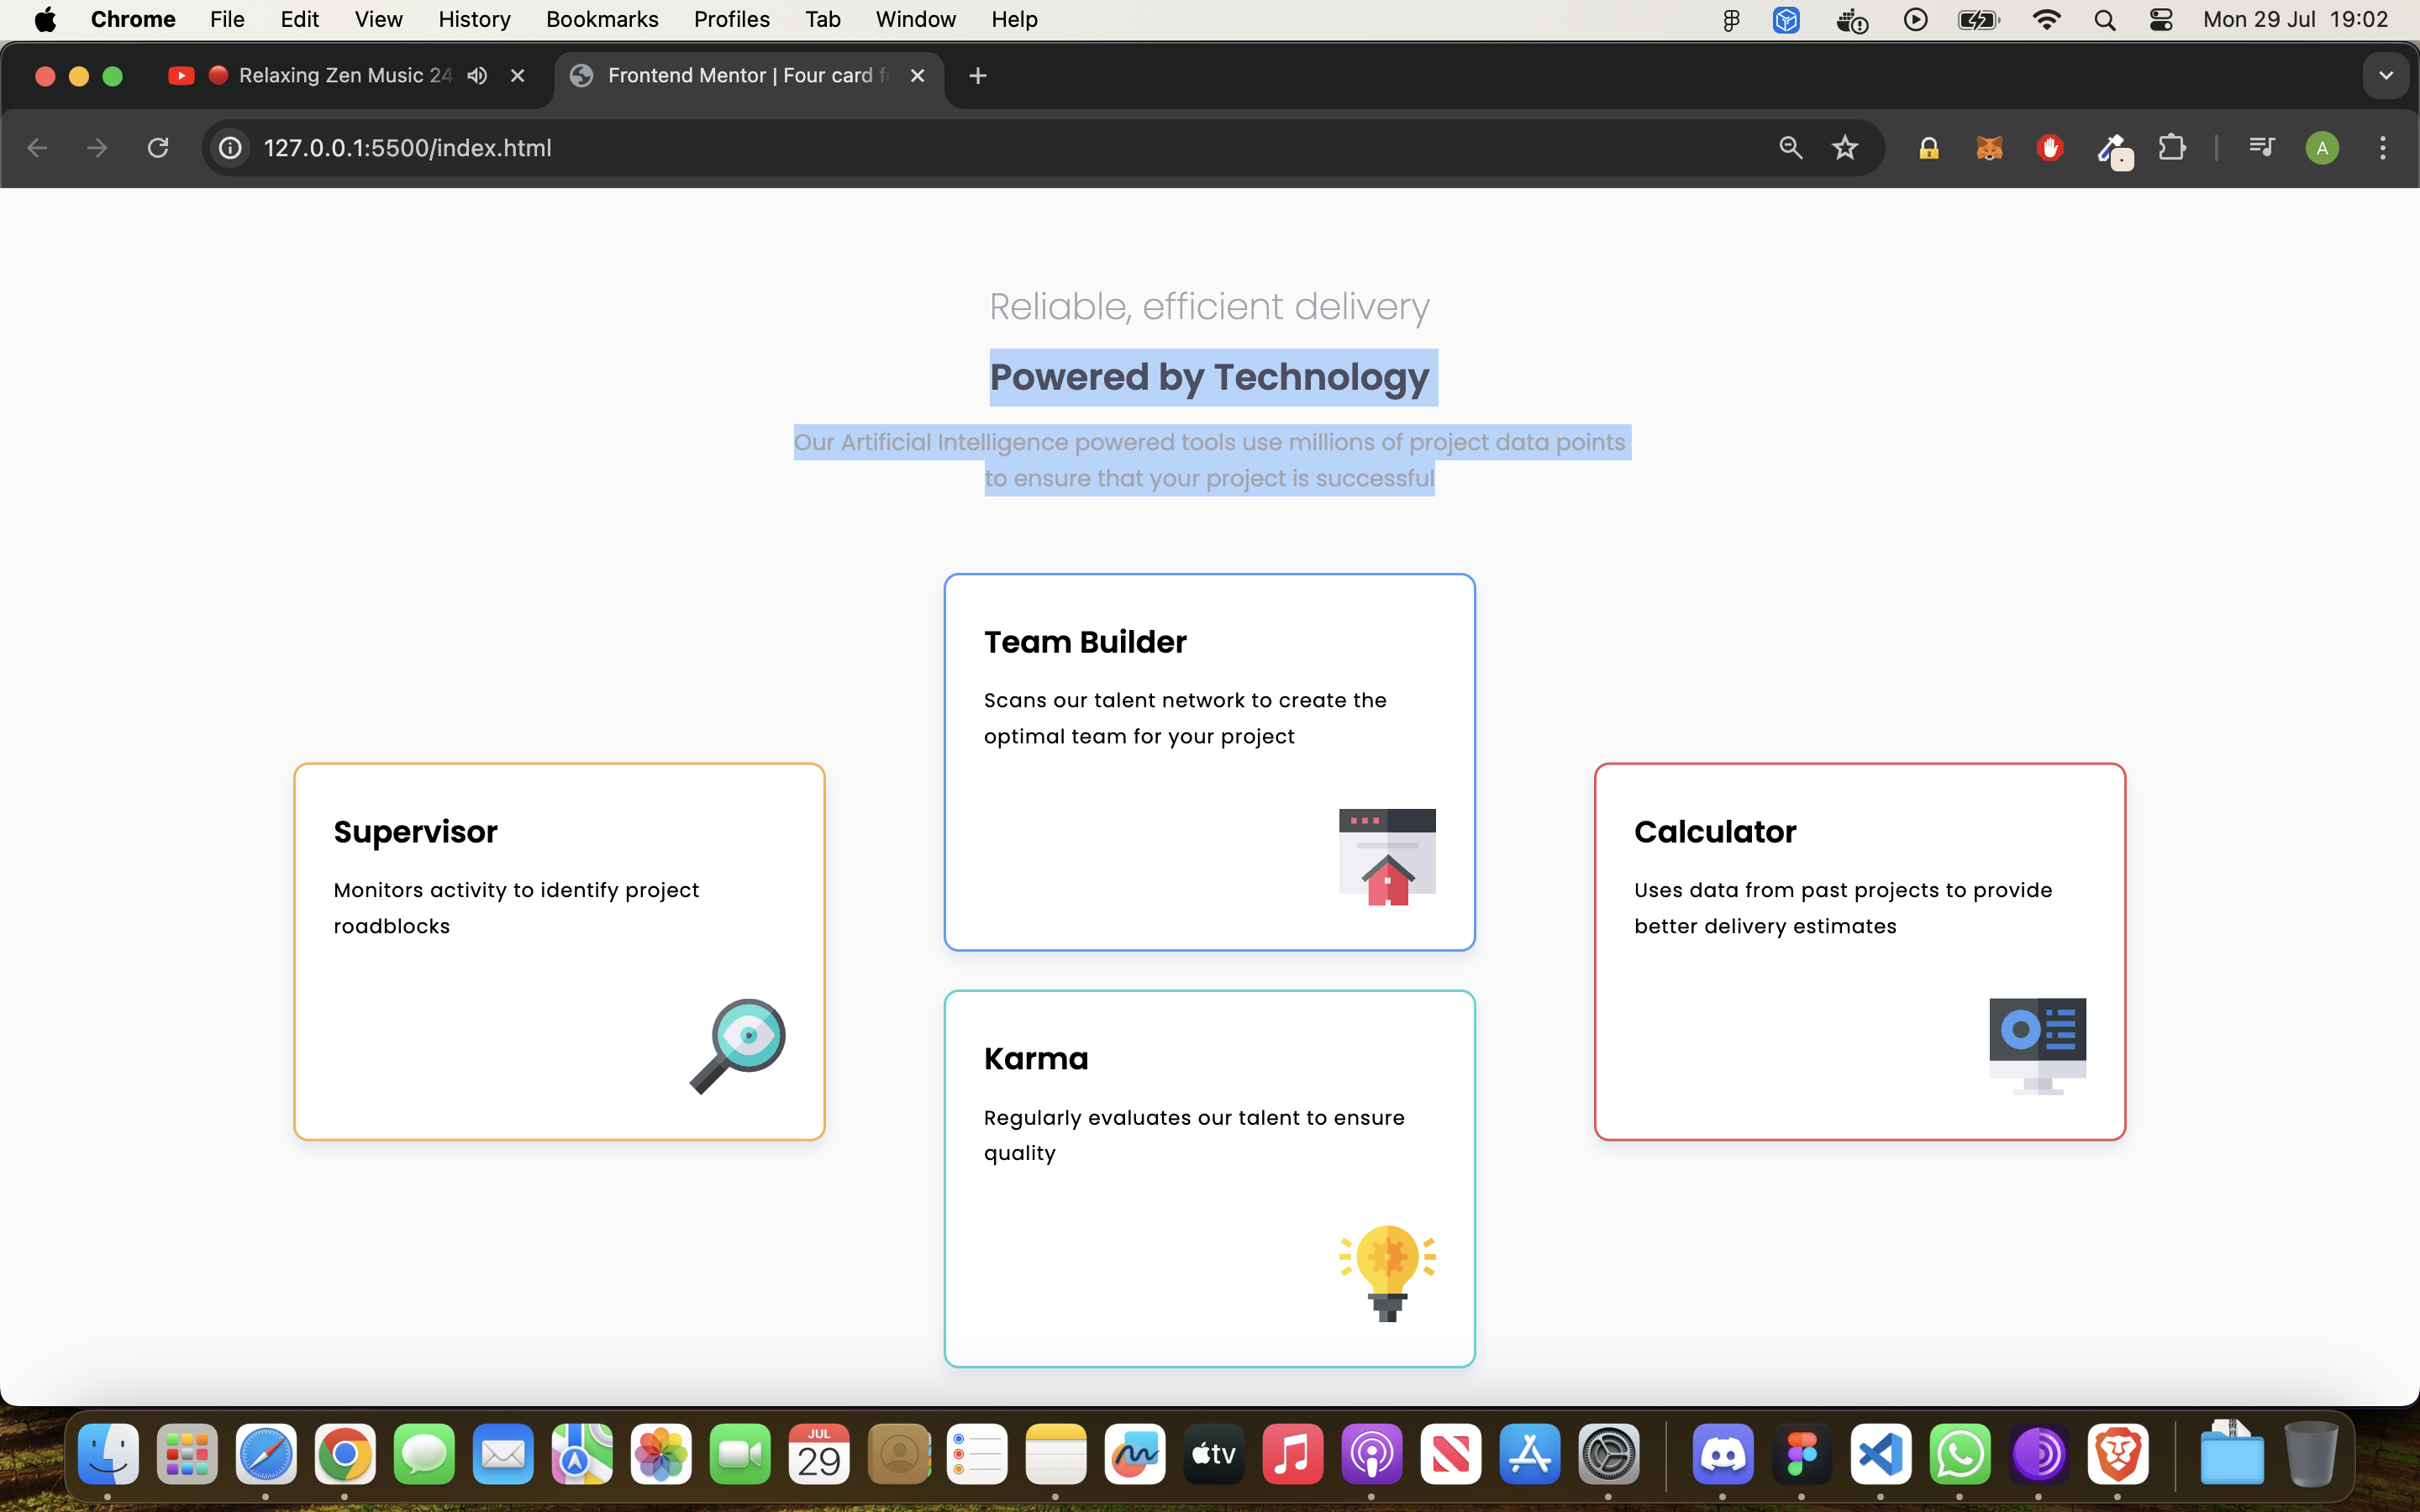 Chrome File Edit View History Bookmarks Profiles Tab Window Help Mon 29 Jul 19:02
Relaxing Zen Music 24 Frontend Mentor | Four card f
127.0.0.1:5500/index.html A
Reliable, efficient delivery
Powered by Technology
Our Artificial Intelligence powered tools use millions of project data points
to ensure that your project is successful
Team Builder
Scans our talent network to create the
optimal team for your project
Supervisor
Monitors activity to identify project
roadblocks
Calculator
Uses data from past projects to provide
better delivery estimates
Karma
Regularly evaluates our talent to ensure
quality
JUL
29
tv